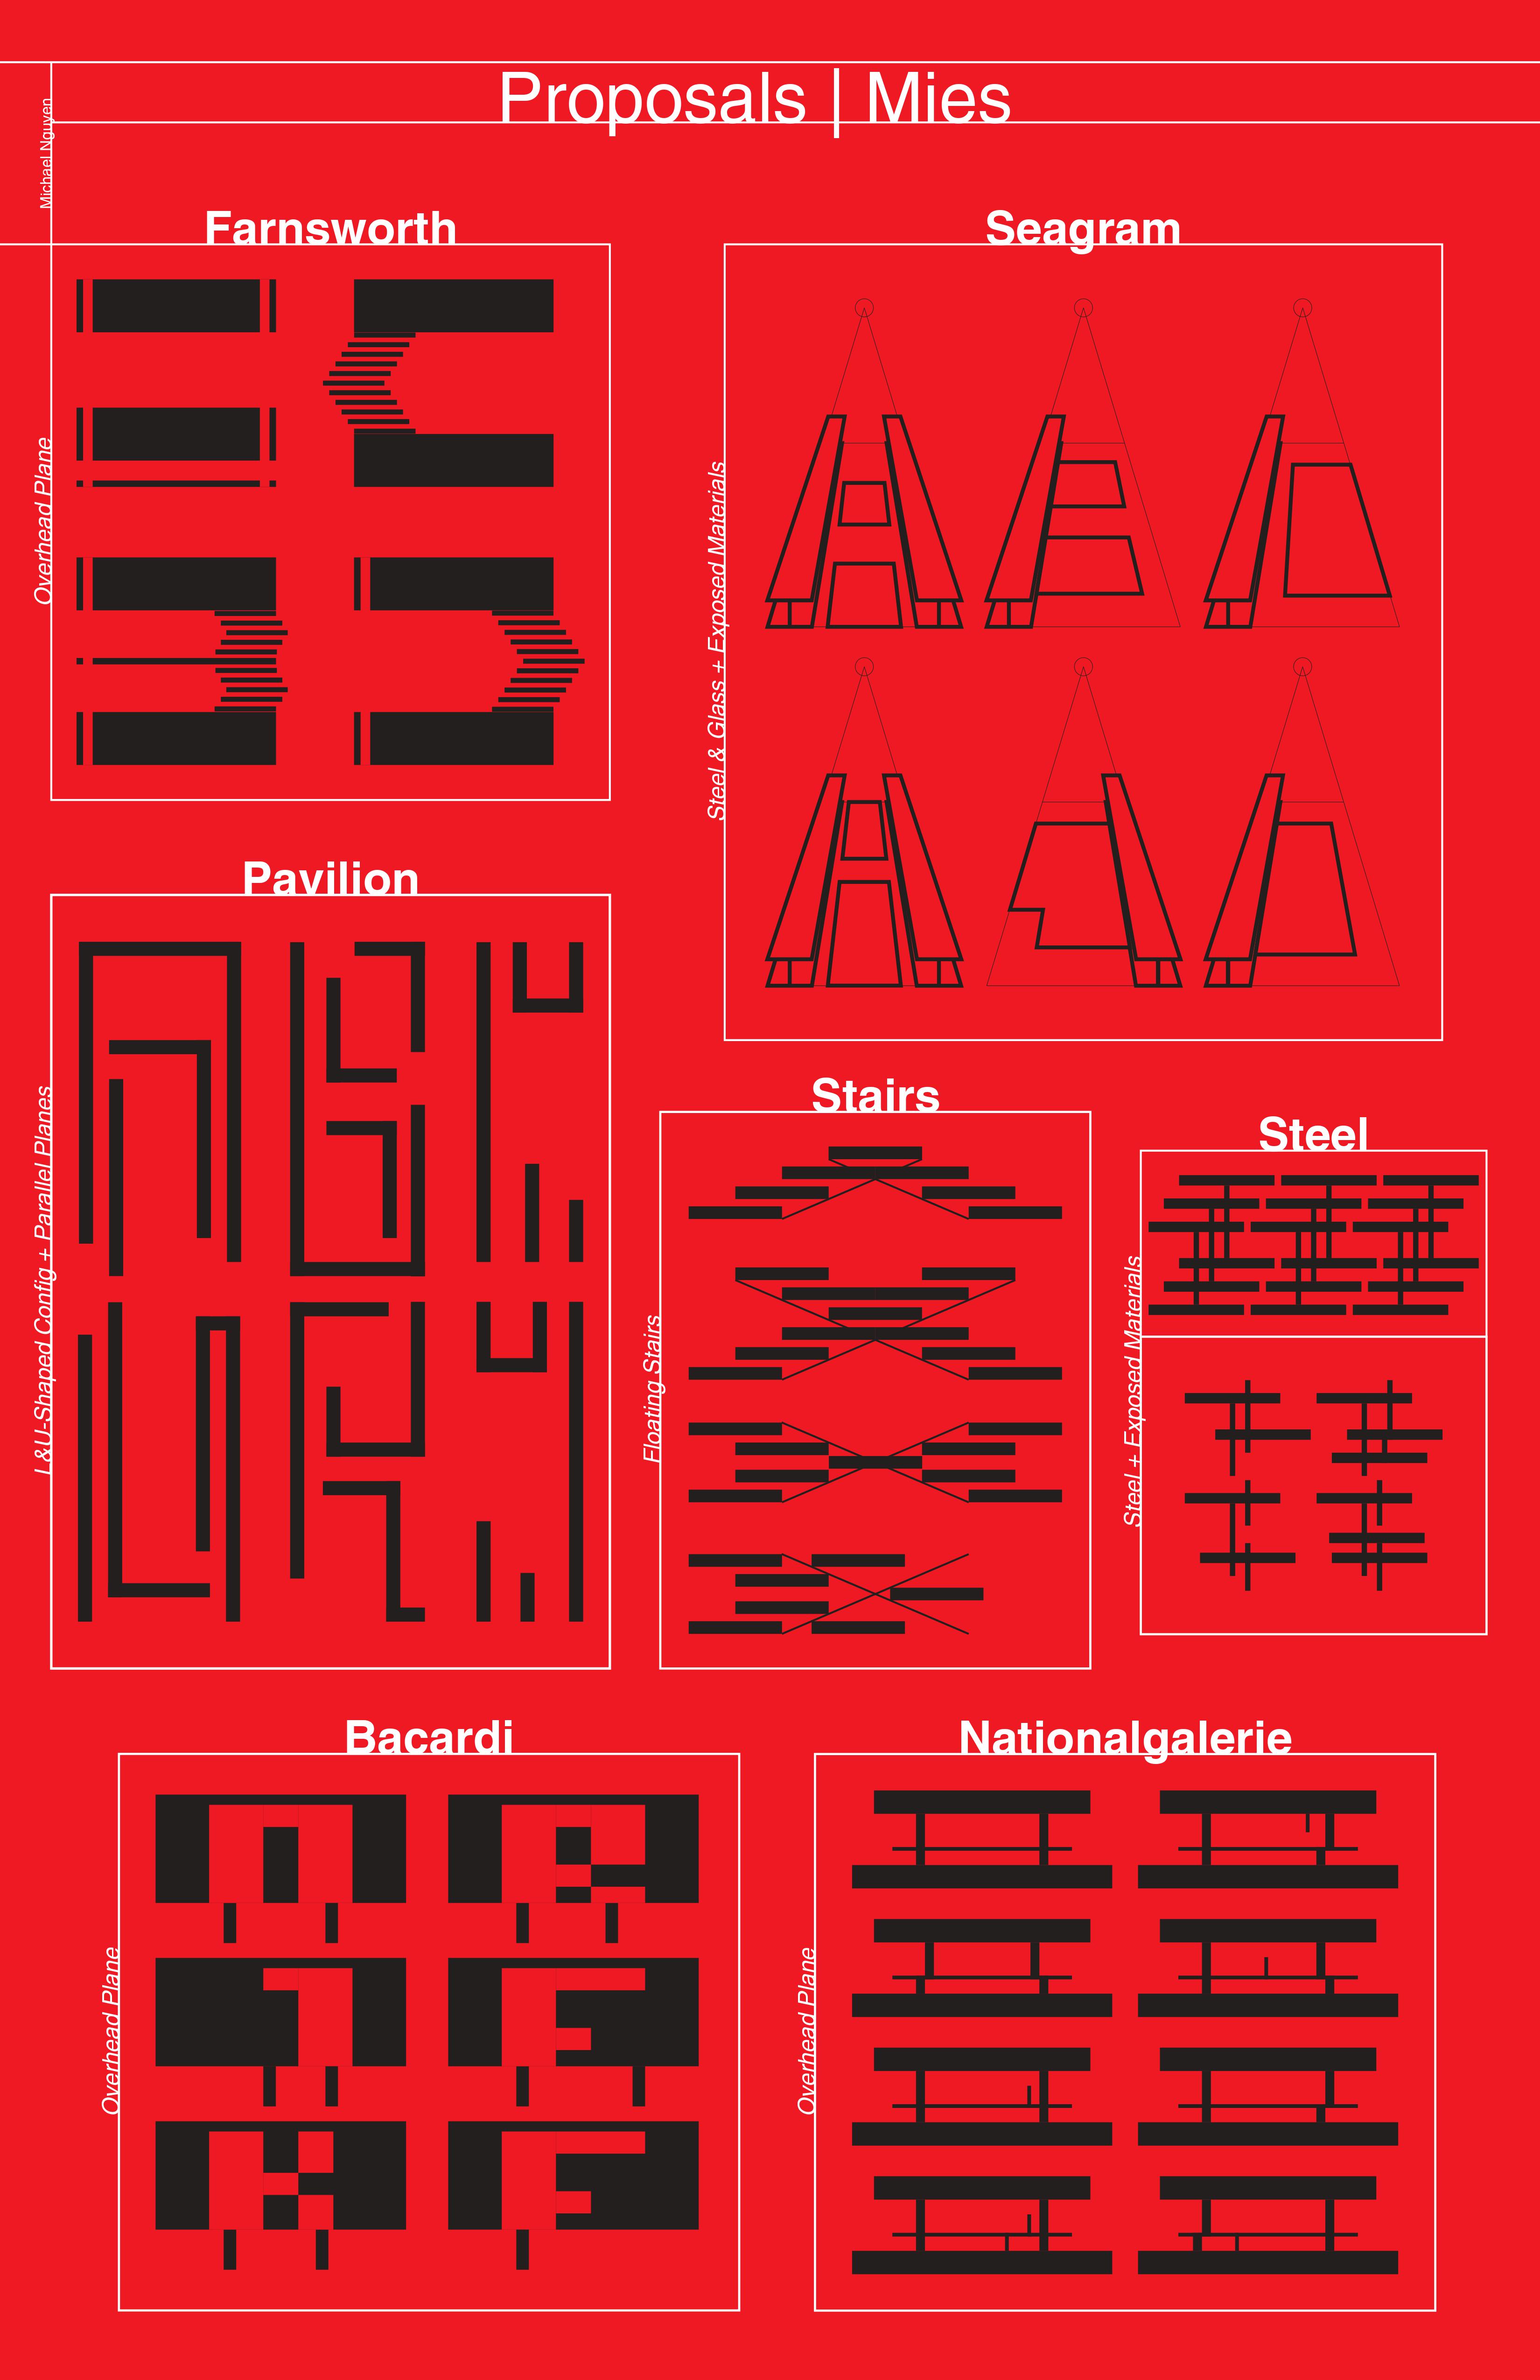 Proposals | Mies
Michael Nguyen
Farnsworth
Overhead Plane
Seagram
Steel & Glass + Exposed Materials
Pavilion
L&U-Shaped Config + Parallel Planes
Stairs
Floating Stairs
Steel
Steel + Exposed Materials
Bacardi
Overhead Plane
Nationalgalerie
Overhead Plane